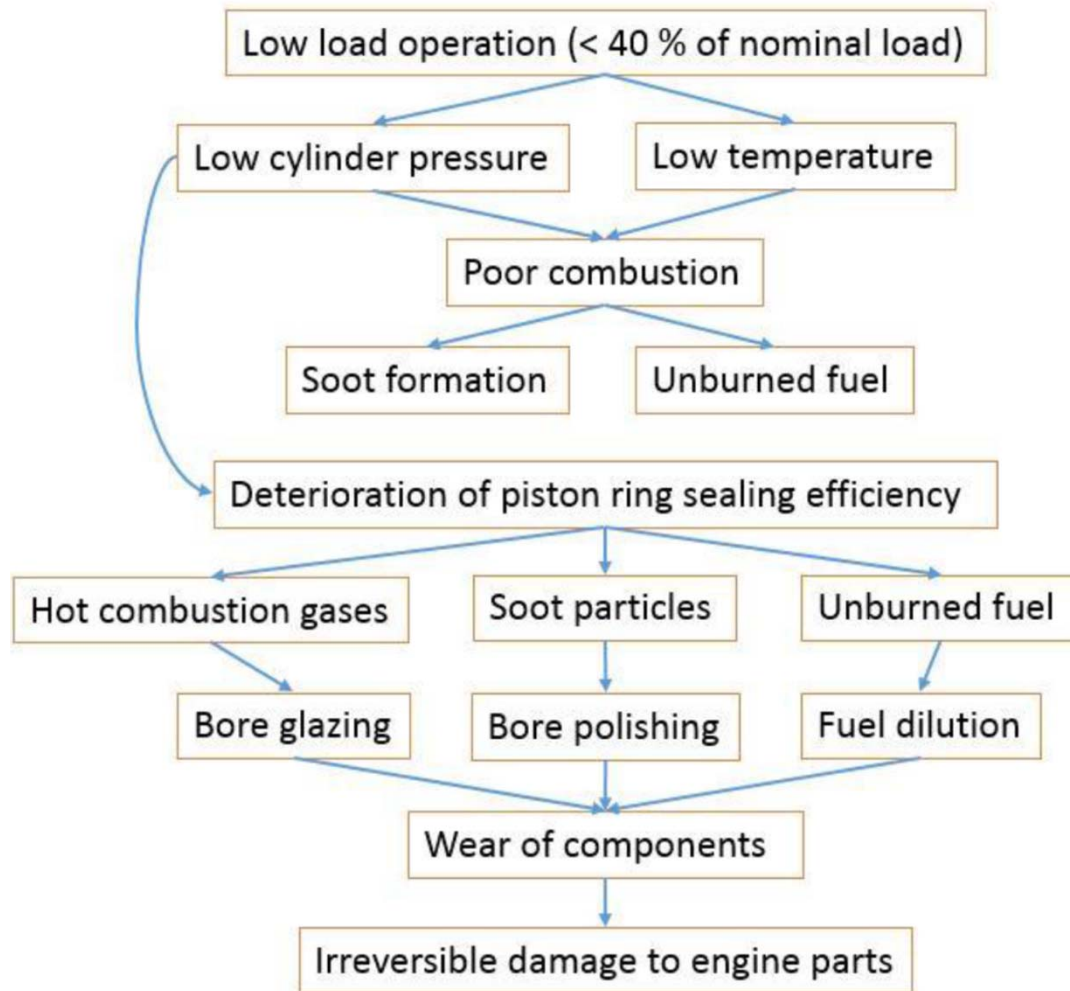 Low load operation (< 40 % of nominal load)
Low cylinder pressure
Low temperature
Poor combustion
Soot formation
Unburned fuel
Deterioration of piston ring sealing efficiency
Hot combustion gases
Soot particles
Unburned fuel
Bore glazing
Bore polishing
Fuel dilution
Wear of components
Irreversible damage to engine parts